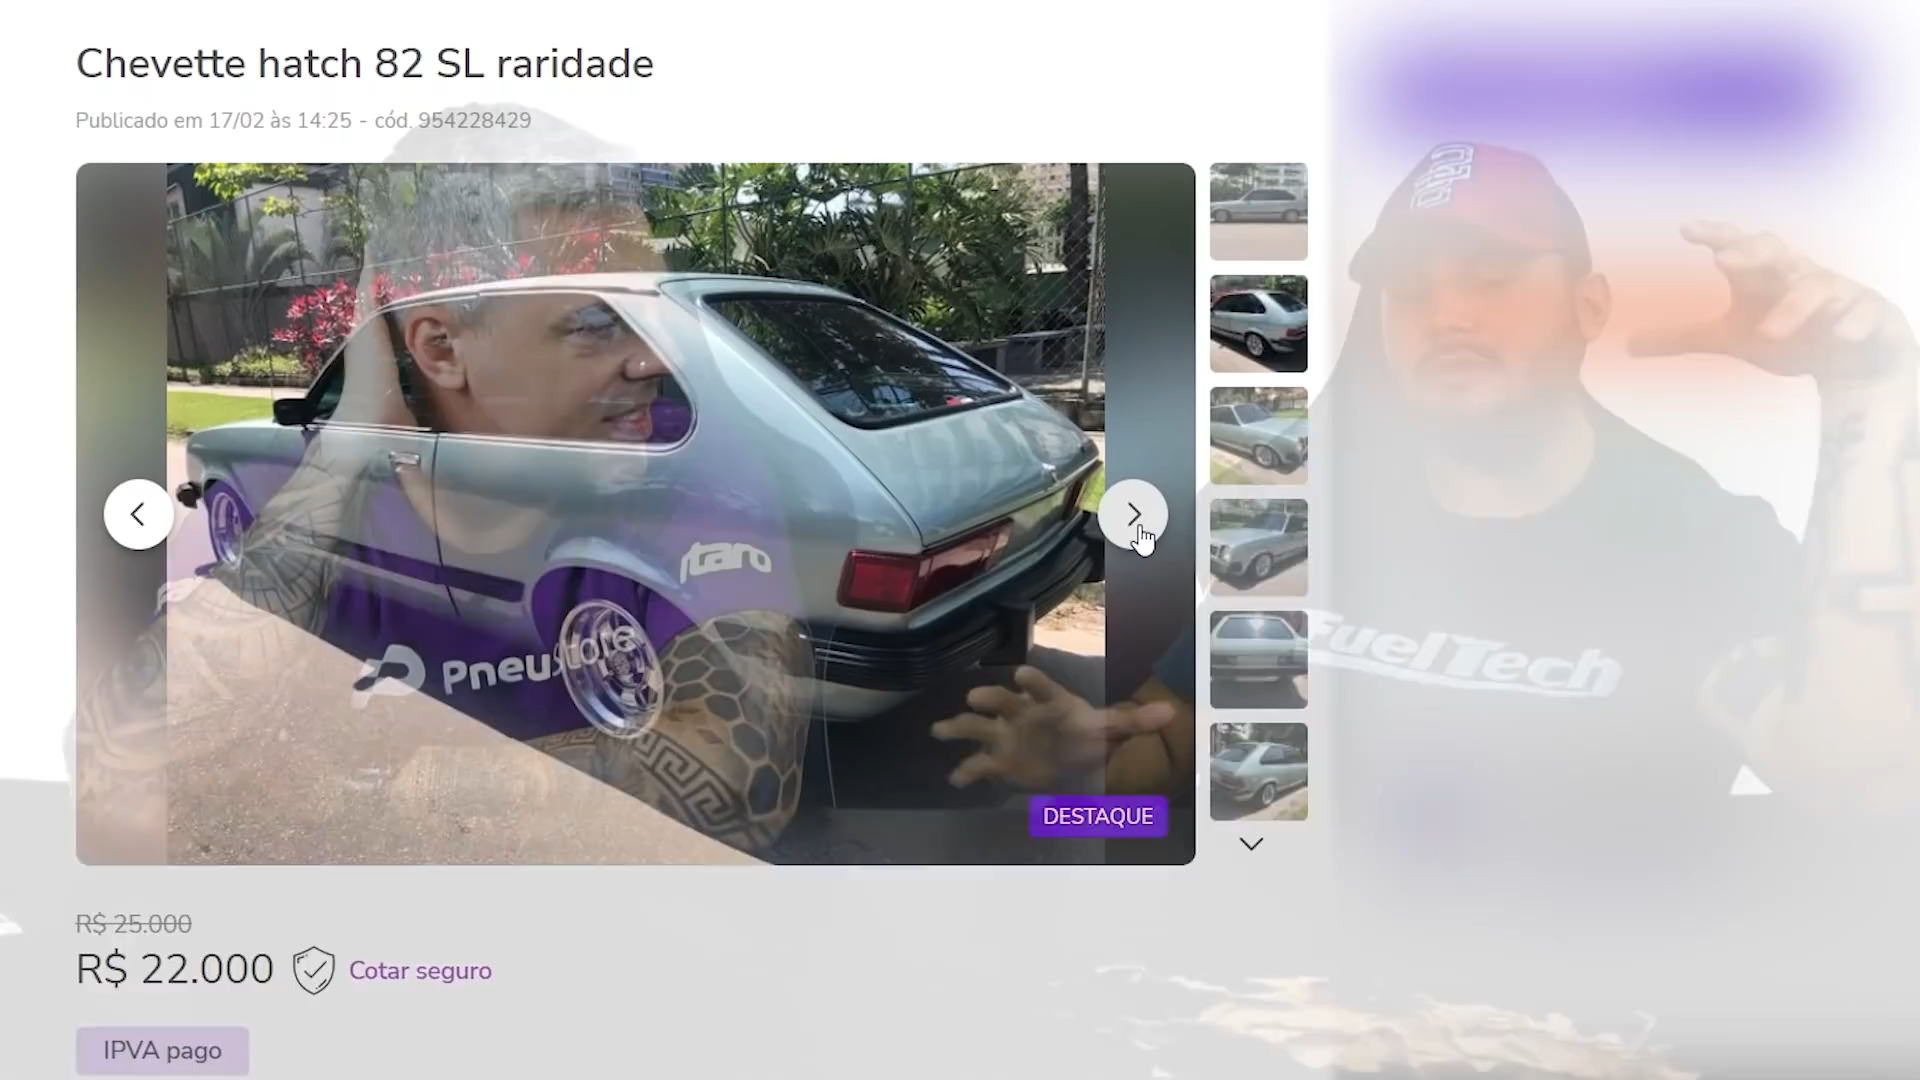 Chevette hatch 82 SL raridade
Publicado em 17/02 às 14:25 - cód. 954228429
PneuStore
FuelTech
DESTAQUE
R$ 25.000
R$ 22.000
Cotar seguro
IPVA pago